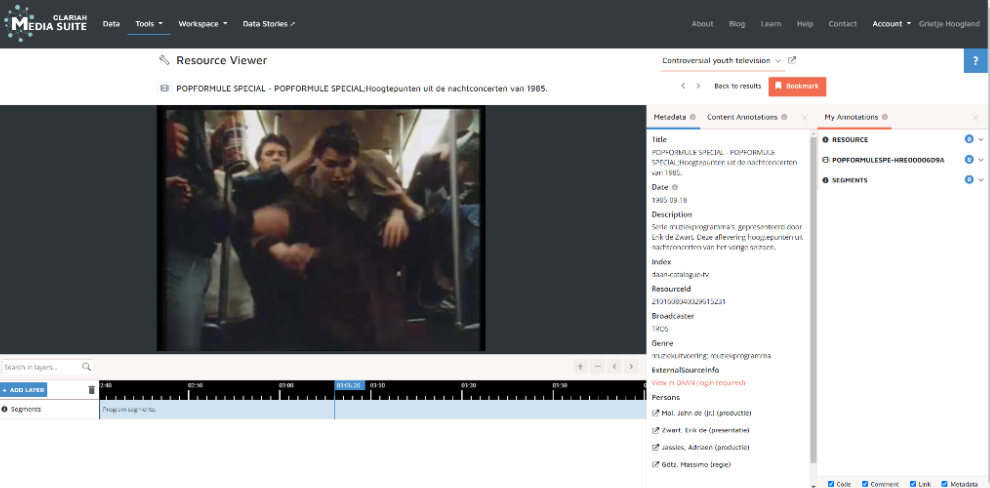 CLARIAH
MEDIA SUITE
Data
Tools
Workspace
Data Stories
About
Blog
Learn
Help
Contact
Account
Grietje Hoogland
Resource Viewer
Controversial youth television
?
POPFORMULE SPECIAL - POPFORMULE SPECIAL;Hoogtepunten uit de nachtconcerten van 1985.
Back to results
Bookmark
Metadata
Content Annotations
My Annotations
Title
POPFORMULE SPECIAL - POPFORMULE
SPECIAL;Hoogtepunten uit de nachtconcerten
van 1985.
Date
1985-09-18
Description
Serie muziekprogramma's, gepresenteerd door
Erik de Zwart. Deze aflevering hoogtepunten uit
nachtconcerten van het vorige seizoen.
Index
daan-catalogue-tv
ResourceId
2101608040029615231
Broadcaster
TROS
Genre
muziekuitvoering; muziekprogramma
ExternalSourceInfo
View in DAAN (login required)
Persons
Mol, John de (jr.) (productie)
Zwart, Erik de (presentatie)
Jassies, Adriaen (productie)
Götz, Massimo (regie)
RESOURCE
0
POPFORMULESPE-HRE00006D9A
0
SEGMENTS
0
Search in layers...
+ ADD LAYER
2:40
02:50
03:00
03:06.20
03:10
03:20
03:30
Segments
Program segments
Code
Comment
Link
Metadata